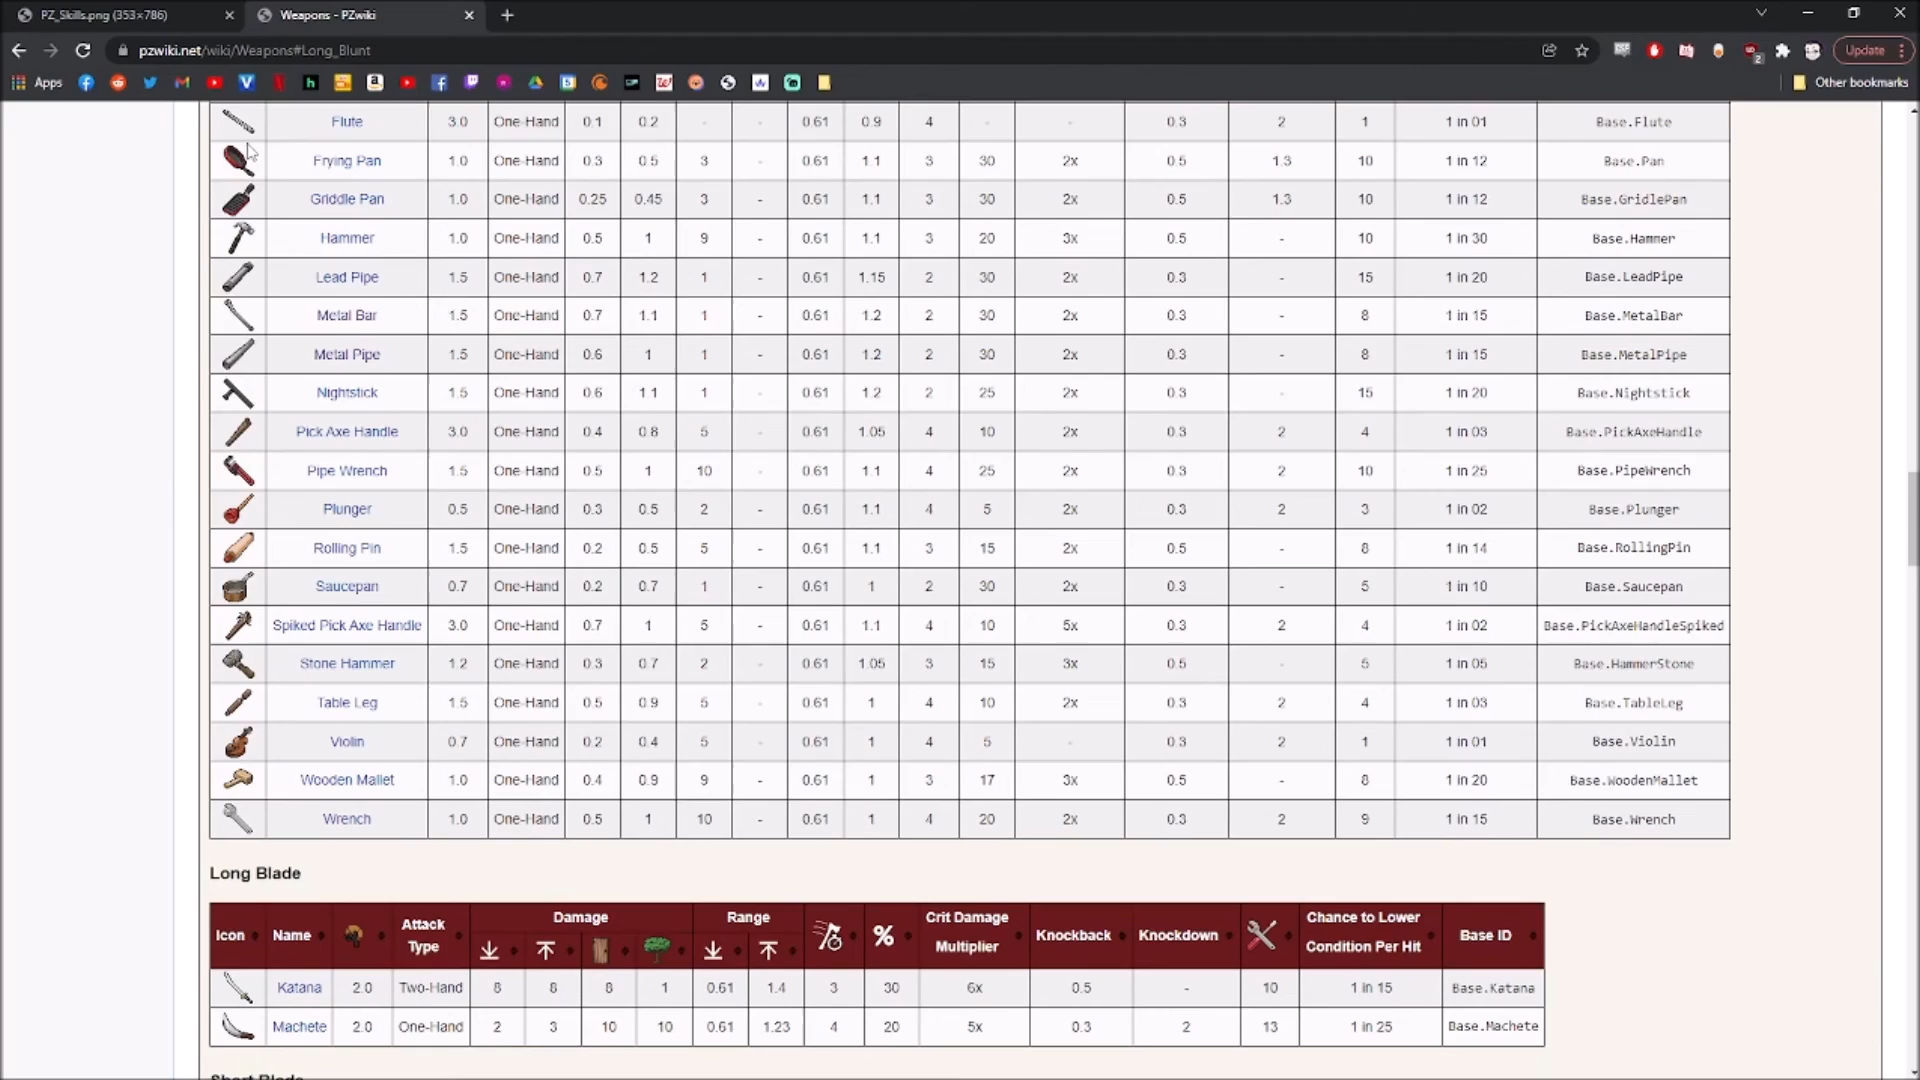 PZ_Skills.png (353×786)
Weapons - PZwiki
pzwiki.net/wiki/Weapons#Long_Blunt
Update
Apps
Other bookmarks
Flute 3.0 One-Hand 0.1 0.2 - - 0.61 0.9 4 - - 0.3 2 1 1 in 01 Base.Flute
Frying Pan 1.0 One-Hand 0.3 0.5 3 - 0.61 1.1 3 30 2x 0.5 1.3 10 1 in 12 Base.Pan
Griddle Pan 1.0 One-Hand 0.25 0.45 3 - 0.61 1.1 3 30 2x 0.5 1.3 10 1 in 12 Base.GridlePan
Hammer 1.0 One-Hand 0.5 1 9 - 0.61 1.1 3 20 3x 0.5 - 10 1 in 30 Base.Hammer
Lead Pipe 1.5 One-Hand 0.7 1.2 1 - 0.61 1.15 2 30 2x 0.3 - 15 1 in 20 Base.LeadPipe
Metal Bar 1.5 One-Hand 0.7 1.1 1 - 0.61 1.2 2 30 2x 0.3 - 8 1 in 15 Base.MetalBar
Metal Pipe 1.5 One-Hand 0.6 1 1 - 0.61 1.2 2 30 2x 0.3 - 8 1 in 15 Base.MetalPipe
Nightstick 1.5 One-Hand 0.6 1.1 1 - 0.61 1.2 2 25 2x 0.3 - 15 1 in 20 Base.Nightstick
Pick Axe Handle 3.0 One-Hand 0.4 0.8 5 - 0.61 1.05 4 10 2x 0.3 2 4 1 in 03 Base.PickAxeHandle
Pipe Wrench 1.5 One-Hand 0.5 1 10 - 0.61 1.1 4 25 2x 0.3 2 10 1 in 25 Base.PipeWrench
Plunger 0.5 One-Hand 0.3 0.5 2 - 0.61 1.1 4 5 2x 0.3 2 3 1 in 02 Base.Plunger
Rolling Pin 1.5 One-Hand 0.2 0.5 5 - 0.61 1.1 3 15 2x 0.5 - 8 1 in 14 Base.RollingPin
Saucepan 0.7 One-Hand 0.2 0.7 1 - 0.61 1 2 30 2x 0.3 - 5 1 in 10 Base.Saucepan
Spiked Pick Axe Handle 3.0 One-Hand 0.7 1 5 - 0.61 1.1 4 10 5x 0.3 2 4 1 in 02 Base.PickAxeHandleSpiked
Stone Hammer 1.2 One-Hand 0.3 0.7 2 - 0.61 1.05 3 15 3x 0.5 - 5 1 in 05 Base.HammerStone
Table Leg 1.5 One-Hand 0.5 0.9 5 - 0.61 1 4 10 2x 0.3 2 4 1 in 03 Base.TableLeg
Violin 0.7 One-Hand 0.2 0.4 5 - 0.61 1 4 5 - 0.3 2 1 1 in 01 Base.Violin
Wooden Mallet 1.0 One-Hand 0.4 0.9 9 - 0.61 1 3 17 3x 0.5 - 8 1 in 20 Base.WoodenMallet
Wrench 1.0 One-Hand 0.5 1 10 - 0.61 1 4 20 2x 0.3 2 9 1 in 15 Base.Wrench
Long Blade
Icon Name Attack Type Damage Range % Crit Damage Multiplier Knockback Knockdown Chance to Lower Condition Per Hit Base ID
Katana 2.0 Two-Hand 8 8 8 1 0.61 1.4 3 30 6x 0.5 - 10 1 in 15 Base.Katana
Machete 2.0 One-Hand 2 3 10 10 0.61 1.23 4 20 5x 0.3 2 13 1 in 25 Base.Machete
Short Blade